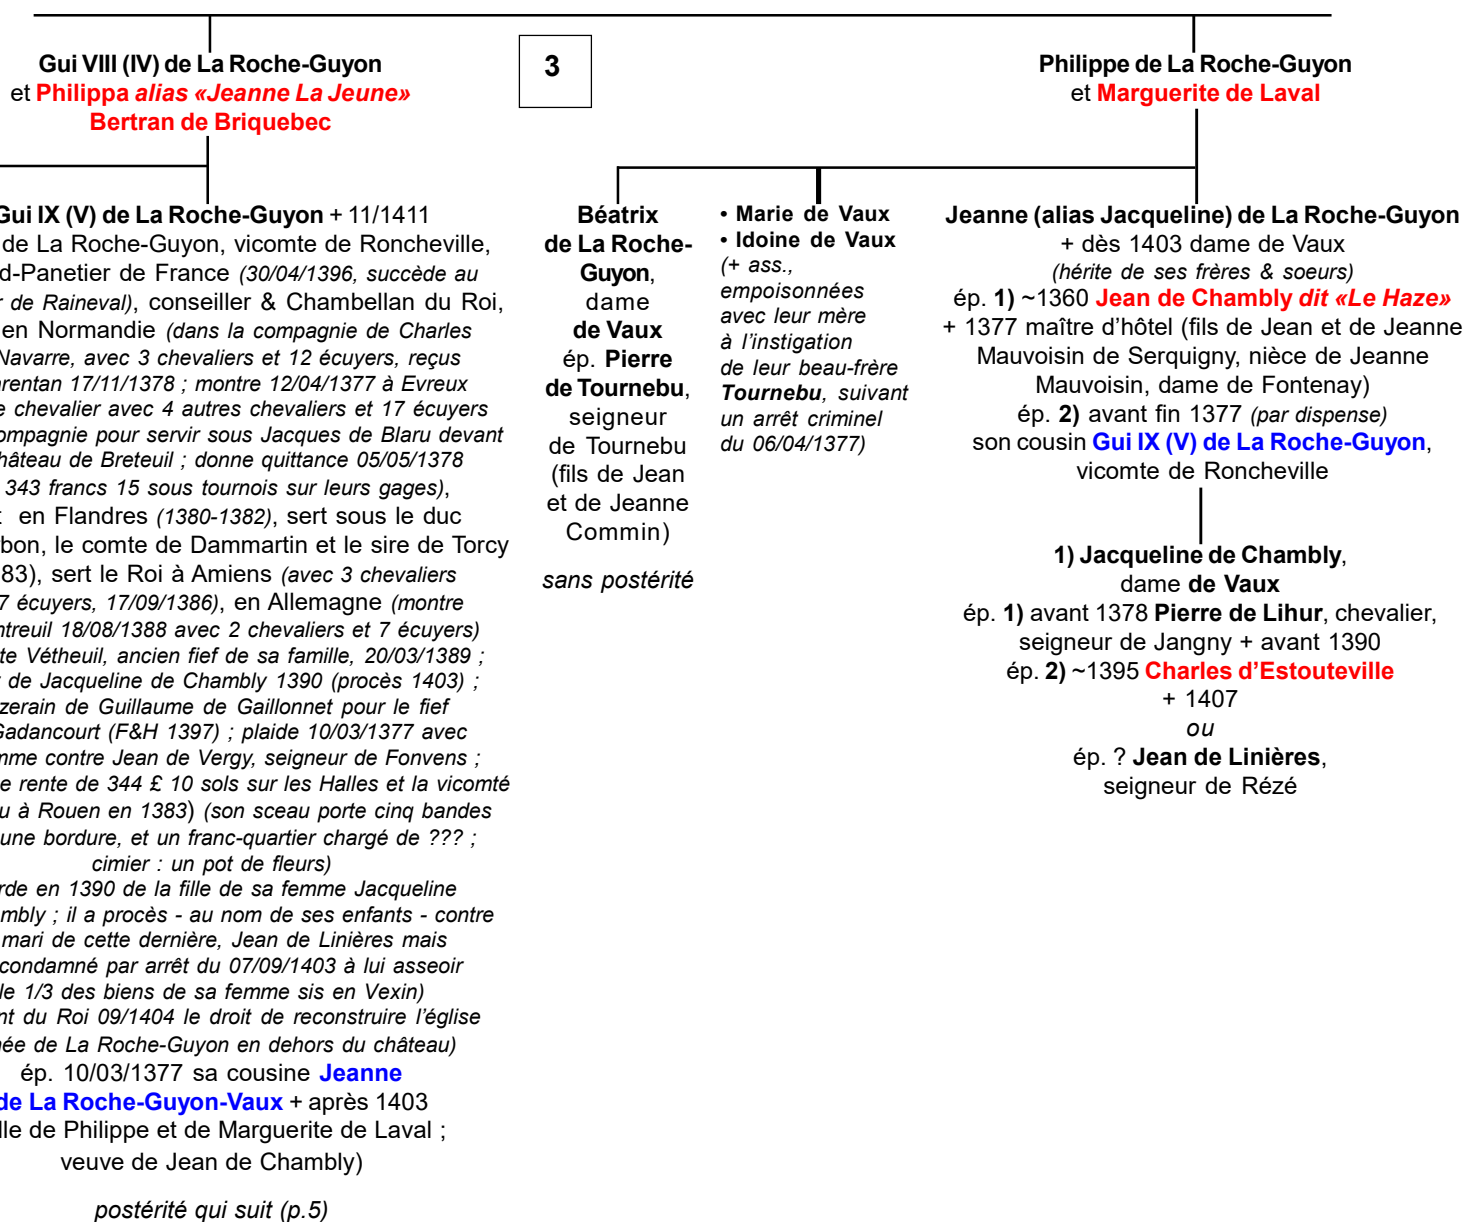 Gui VIII (IV) de La Roche-Guyon
et Philippa alias «Jeanne La Jeune»
Bertran de Briquebec
3
Philippe de La Roche-Guyon
et Marguerite de Laval
Gui IX (V) de La Roche-Guyon + 11/1411
de La Roche-Guyon, vicomte de Roncheville,
d-Panetier de France (30/04/1396, succède au
de Raineval), conseiller & Chambellan du Roi,
en Normandie (dans la compagnie de Charles
Navarre, avec 3 chevaliers et 12 écuyers, reçus
arentan 17/11/1378 ; montre 12/04/1377 à Evreux
e chevalier avec 4 autres chevaliers et 17 écuyers
ompagnie pour servir sous Jacques de Blaru devant
hâteau de Breteuil ; donne quittance 05/05/1378
343 francs 15 sous tournois sur leurs gages),
en Flandres (1380-1382), sert sous le duc
rbon, le comte de Dammartin et le sire de Torcy
83), sert le Roi à Amiens (avec 3 chevaliers
7 écuyers, 17/09/1386), en Allemagne (montre
ntreuil 18/08/1388 avec 2 chevaliers et 7 écuyers)
te Vétheuil, ancien fief de sa famille, 20/03/1389 ;
de Jacqueline de Chambly 1390 (procès 1403) ;
zerain de Guillaume de Gaillonnet pour le fief
Gadancourt (F&H 1397) ; plaide 10/03/1377 avec
mme contre Jean de Vergy, seigneur de Fonvens ;
e rente de 344 £ 10 sols sur les Halles et la vicomté
u à Rouen en 1383) (son sceau porte cinq bandes
une bordure, et un franc-quartier chargé de ??? ;
cimier : un pot de fleurs)
rde en 1390 de la fille de sa femme Jacqueline
mbly ; il a procès - au nom de ses enfants - contre
mari de cette dernière, Jean de Linières mais
condamné par arrêt du 07/09/1403 à lui asseoir
le 1/3 des biens de sa femme sis en Vexin)
nt du Roi 09/1404 le droit de reconstruire l'église
ée de La Roche-Guyon en dehors du château)
ép. 10/03/1377 sa cousine Jeanne
de La Roche-Guyon-Vaux + après 1403
lle de Philippe et de Marguerite de Laval ;
veuve de Jean de Chambly)
postérité qui suit (p.5)
Béatrix
de La Roche-
Guyon,
dame
de Vaux
ép. Pierre
de Tournebu,
seigneur
de Tournebu
(fils de Jean
et de Jeanne
Commin)
sans postérité
• Marie de Vaux
• Idoine de Vaux
(+ ass.,
empoisonnées
avec leur mère
à l'instigation
de leur beau-frère
Tournebu, suivant
un arrêt criminel
du 06/04/1377)
Jeanne (alias Jacqueline) de La Roche-Guyon
+ dès 1403 dame de Vaux
(hérite de ses frères & soeurs)
ép. 1) ~1360 Jean de Chambly dit «Le Haze»
+ 1377 maître d'hôtel (fils de Jean et de Jeanne
Mauvoisin de Serquigny, nièce de Jeanne
Mauvoisin, dame de Fontenay)
ép. 2) avant fin 1377 (par dispense)
son cousin Gui IX (V) de La Roche-Guyon,
vicomte de Roncheville
1) Jacqueline de Chambly,
dame de Vaux
ép. 1) avant 1378 Pierre de Lihur, chevalier,
seigneur de Jangny + avant 1390
ép. 2) ~1395 Charles d'Estouteville
+ 1407
ou
ép. ? Jean de Linières,
seigneur de Rézé